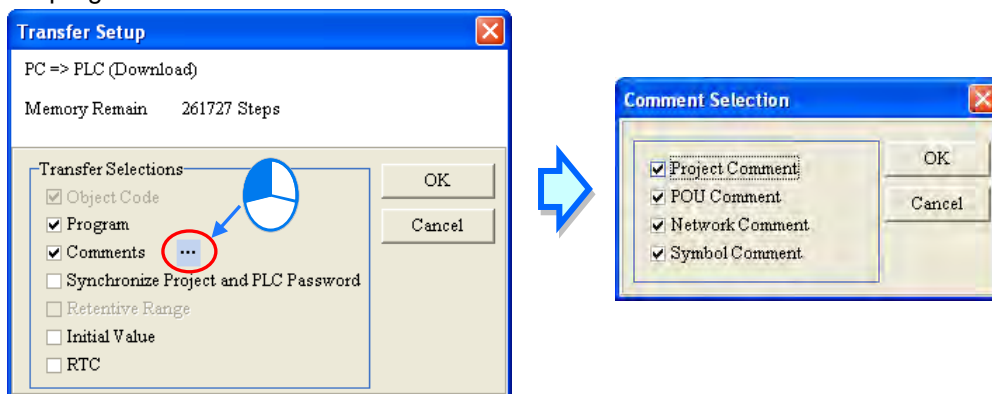 Transfer Setup
PC => PLC (Download)
Memory Remain 261727 Steps
Transfer Selections
Object Code
Program
Comments ...
Synchronize Project and PLC Password
Retentive Range
Initial Value
RTC
OK
Cancel
Comment Selection
Project Comment
POU Comment
Network Comment
Symbol Comment
OK
Cancel